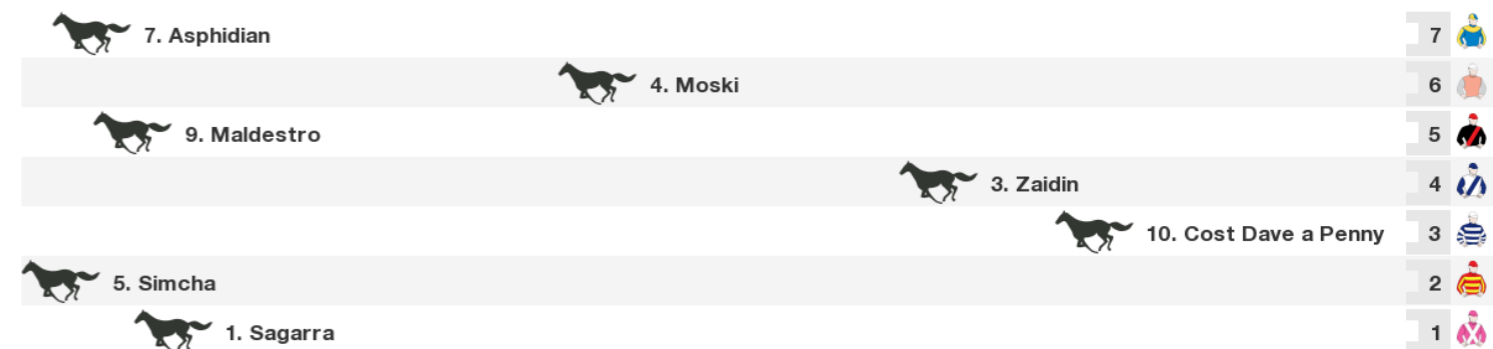 7. Asphidian 7
4. Moski 6
9. Maldestro 5
3. Zaidin 4
10. Cost Dave a Penny 3
5. Simcha 2
1. Sagarra 1